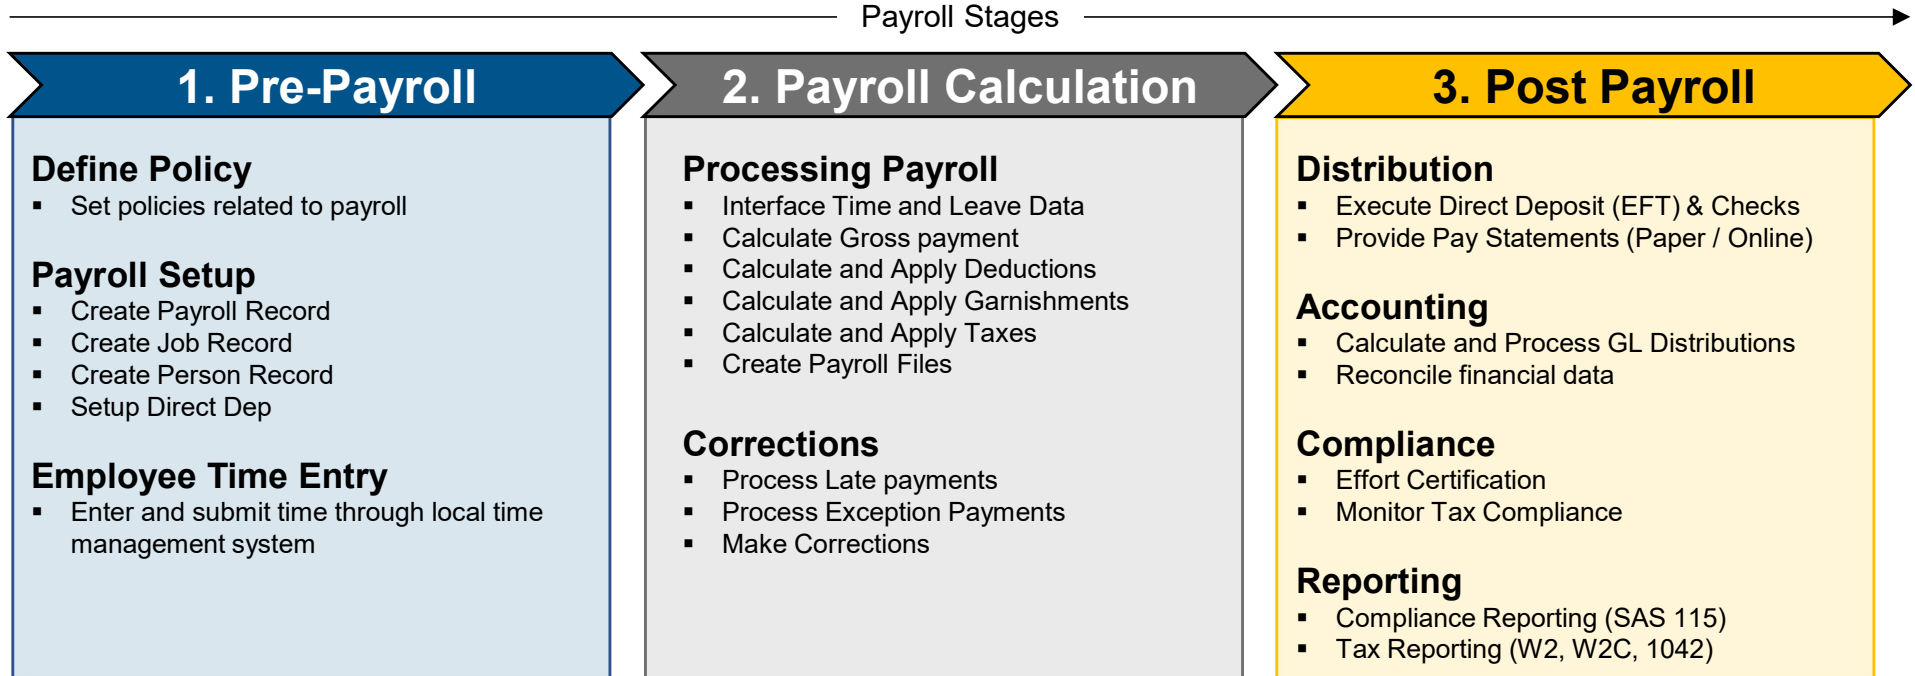 Payroll Stages
1. Pre-Payroll
Define Policy
▪ Set policies related to payroll
Payroll Setup
▪ Create Payroll Record
▪ Create Job Record
▪ Create Person Record
▪ Setup Direct Dep
Employee Time Entry
▪ Enter and submit time through local time
management system
2. Payroll Calculation
Processing Payroll
▪ Interface Time and Leave Data
▪ Calculate Gross payment
▪ Calculate and Apply Deductions
▪ Calculate and Apply Garnishments
▪ Calculate and Apply Taxes
▪ Create Payroll Files
Corrections
▪ Process Late payments
▪ Process Exception Payments
▪ Make Corrections
3. Post Payroll
Distribution
▪ Execute Direct Deposit (EFT) & Checks
▪ Provide Pay Statements (Paper / Online)
Accounting
▪ Calculate and Process GL Distributions
▪ Reconcile financial data
Compliance
▪ Effort Certification
▪ Monitor Tax Compliance
Reporting
▪ Compliance Reporting (SAS 115)
▪ Tax Reporting (W2, W2C, 1042)